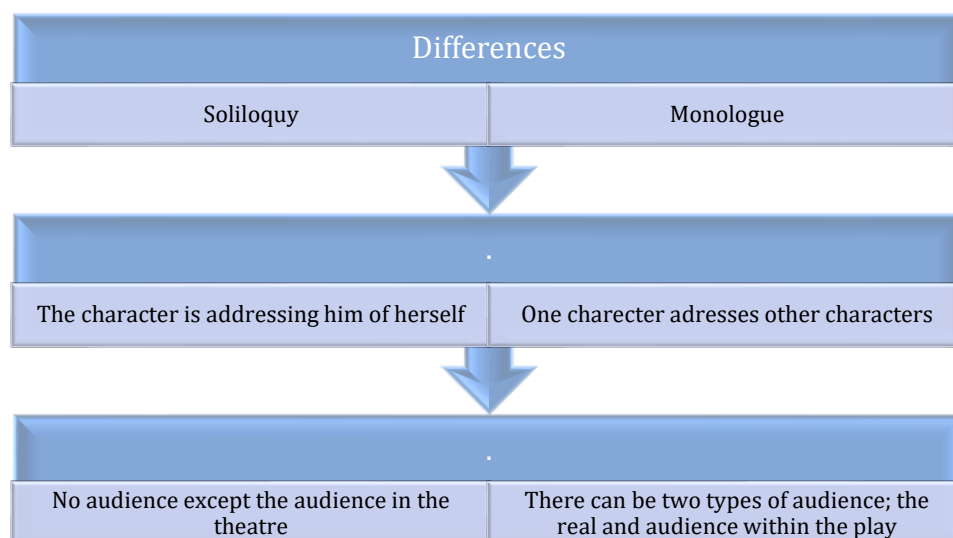 Differences
Soliloquy
Monologue
.
The character is addressing him of herself
One charecter adresses other characters
.
No audience except the audience in the
theatre
There can be two types of audience; the
real and audience within the play